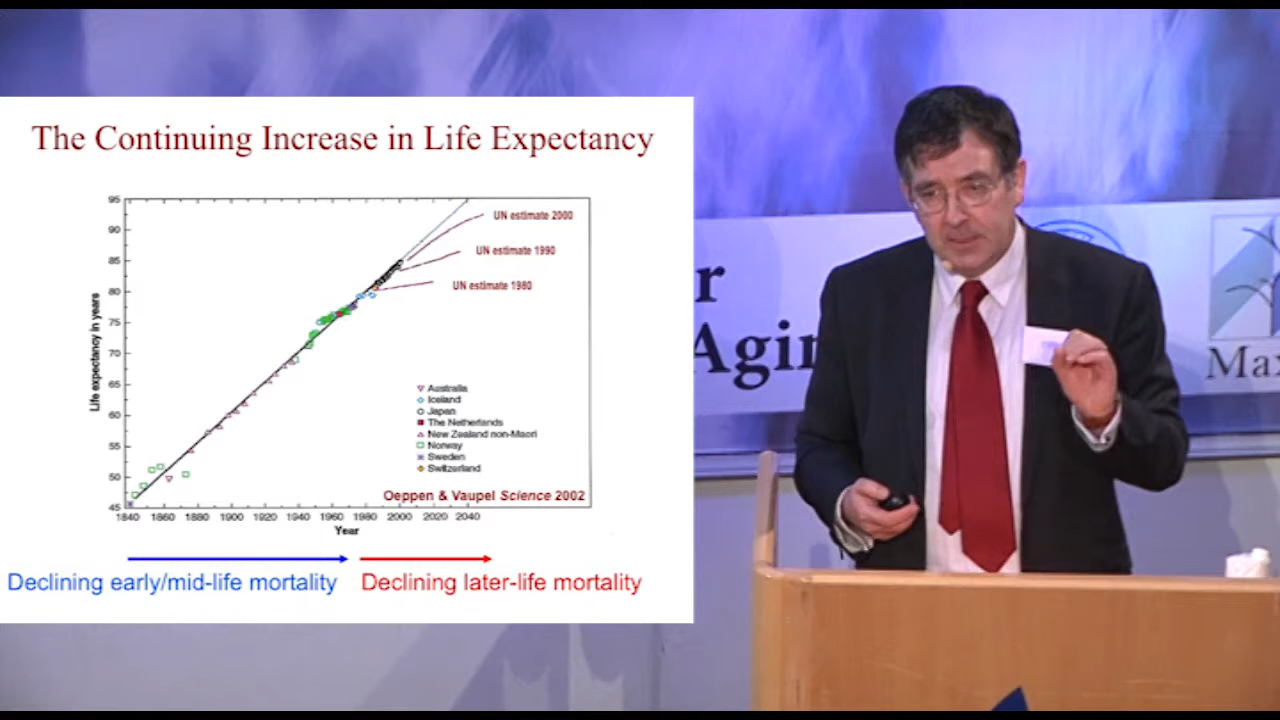 The Continuing Increase in Life Expectancy
95
90
85
80
75
70
65
60
55
50
45
Life expectancy in years
UN estimate 2000
UN estimate 1990
UN estimate 1980
Australia
Iceland
Japan
The Netherlands
New Zealand non-Maori
Norway
Sweden
Switzerland
Oeppen & Vaupel Science 2002
1840 1860 1880 1900 1920 1940 1960 1980 2000 2020 2040
Year
Declining early/mid-life mortality
Declining later-life mortality
r
Agin
Max